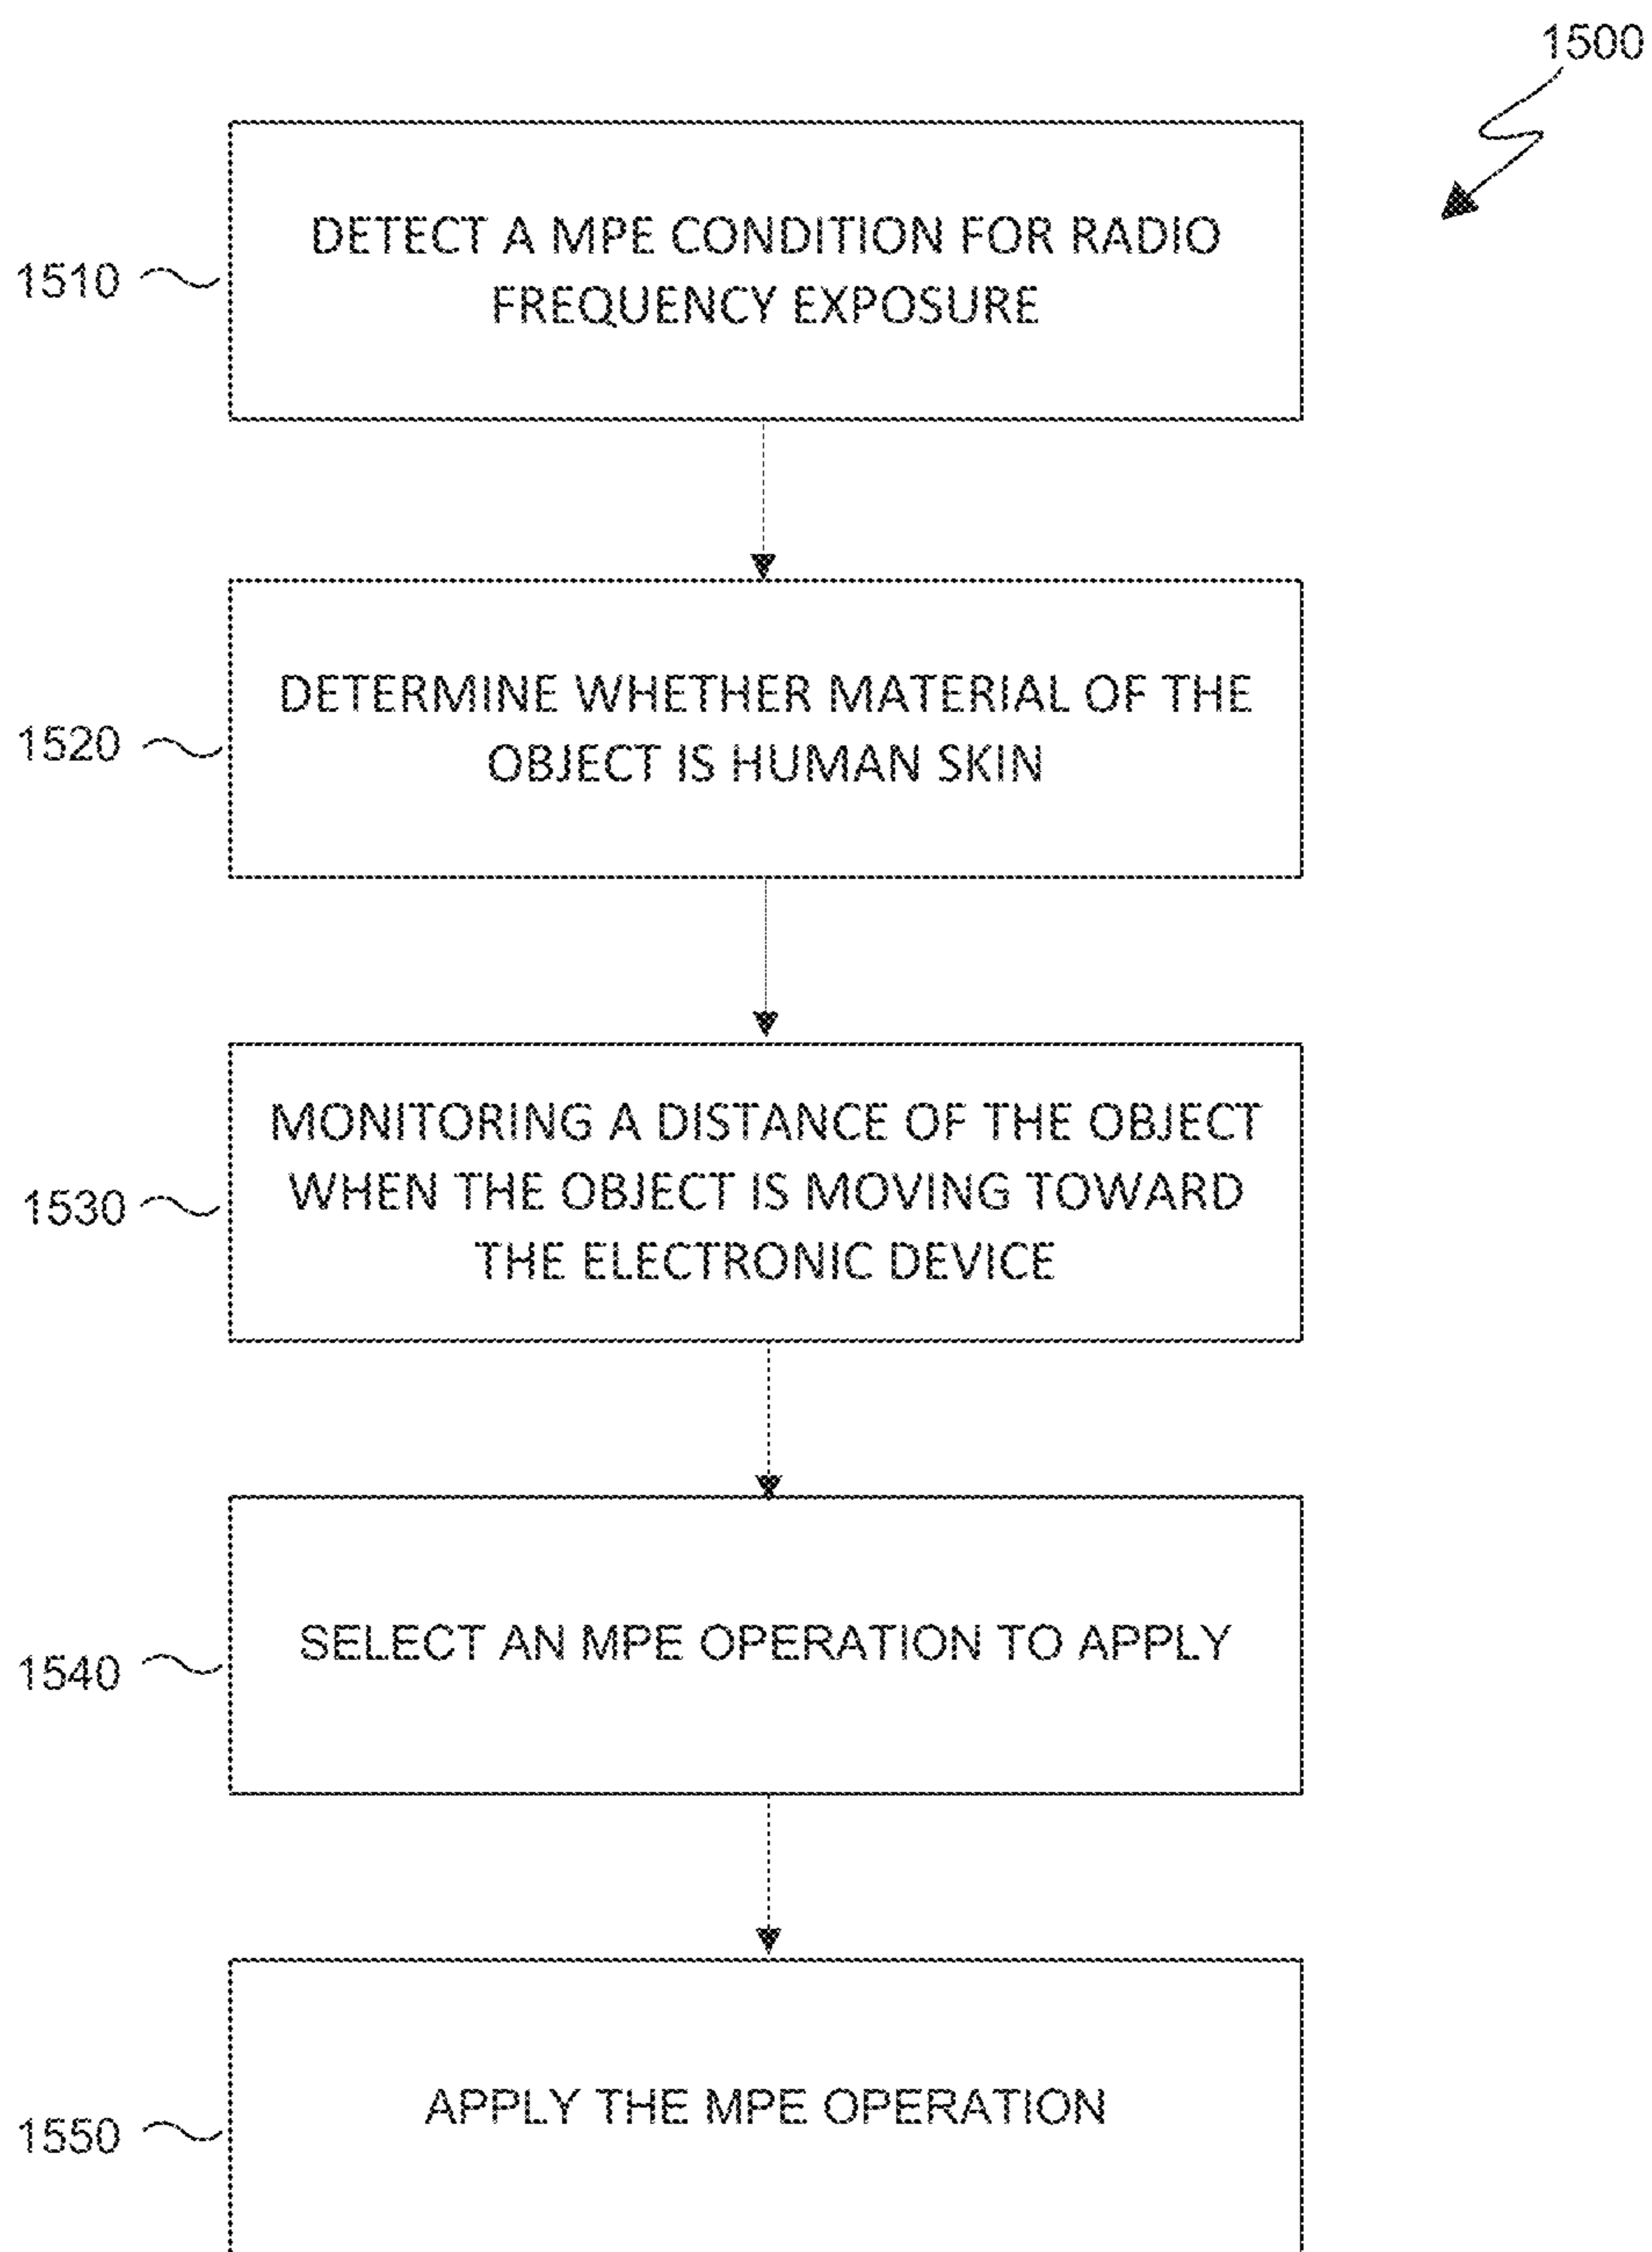 1500
1510
DETECT A MPE CONDITION FOR RADIO
FREQUENCY EXPOSURE
1520
DETERMINE WHETHER MATERIAL OF THE
OBJECT IS HUMAN SKIN
1530
MONITORING A DISTANCE OF THE OBJECT
WHEN THE OBJECT IS MOVING TOWARD
THE ELECTRONIC DEVICE
1540
SELECT AN MPE OPERATION TO APPLY
1550
APPLY THE MPE OPERATION